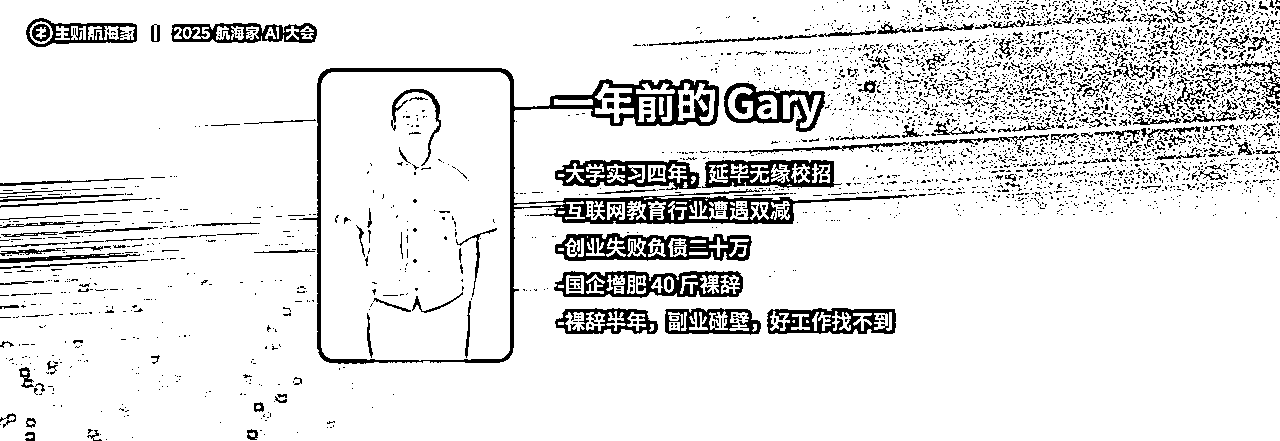 生财航海家 | 2025 航海家 AI 大会
一年前的 Gary
-大学实习四年，延毕无缘校招
-互联网教育行业遭遇双减
-创业失败负债二十万
-国企增肥 40 斤裸辞
-裸辞半年，副业碰壁，好工作找不到